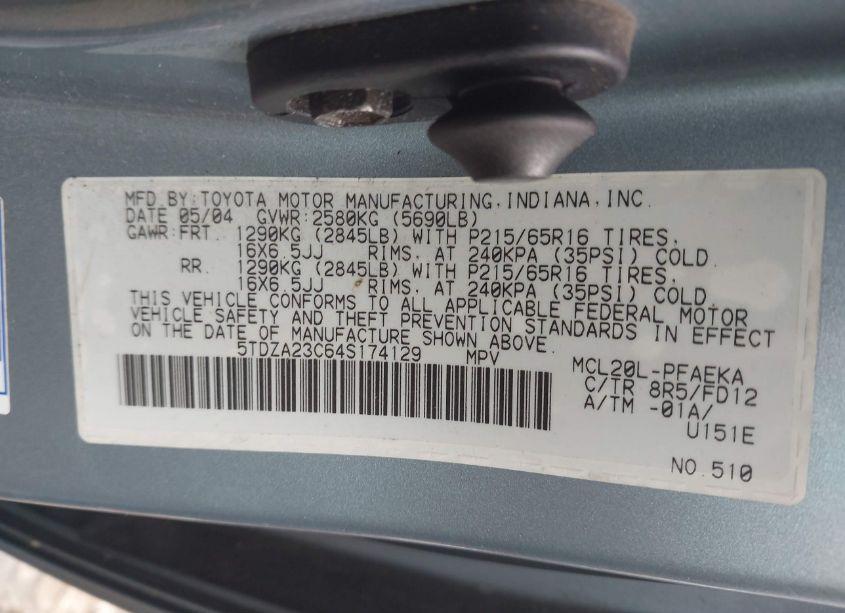 MFD BY:TOYOTA MOTOR MANUFACTURING, INDIANA, INC.
DATE 05/04 GVWR:2580KG (5690LB)
GAWR:FRT. 1290KG (2845LB) WITH P215/65R16 TIRES,
16X6.5JJ RIMS, AT 240KPA (35PSI) COLD.
RR. 1290KG (2845LB) WITH P215/65R16 TIRES,
16X6.5JJ RIMS, AT 240KPA (35PSI) COLD.
THIS VEHICLE CONFORMS TO ALL APPLICABLE FEDERAL MOTOR
VEHICLE SAFETY AND THEFT PREVENTION STANDARDS IN EFFECT
ON THE DATE OF MANUFACTURE SHOWN ABOVE.
5TDZA23C64S174129 MPV
MCL20L-PFAEKA
C/TR 8R5/FD12
A/TM -01A/
U151E
NO.510